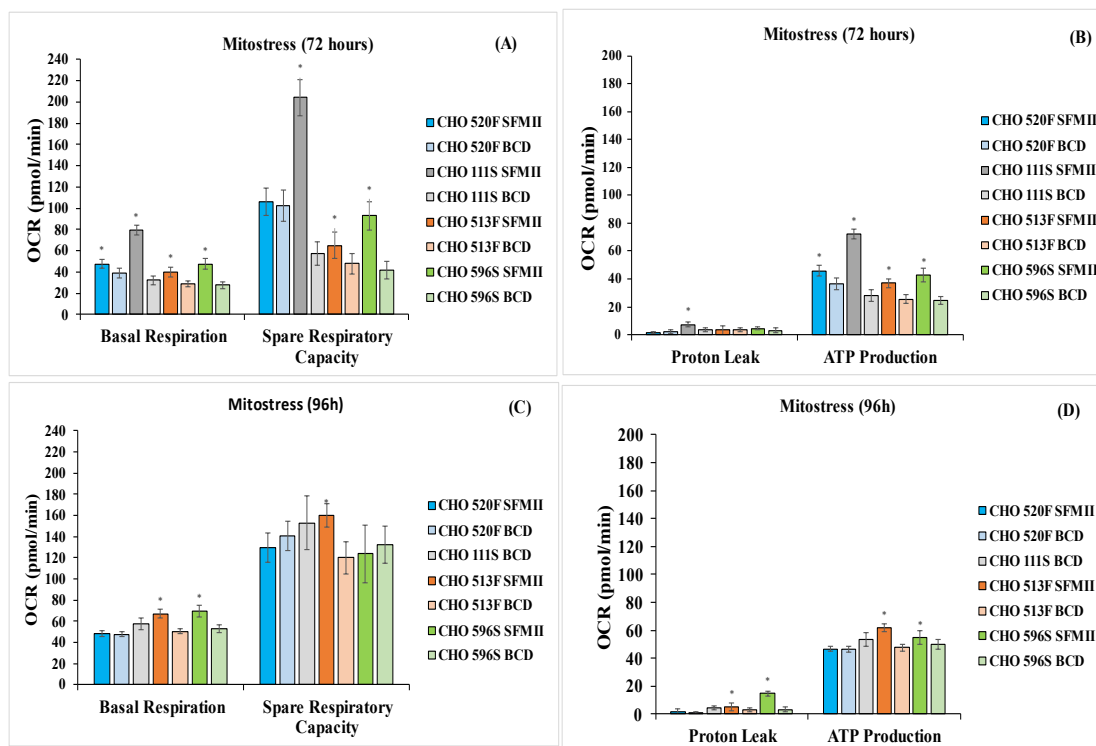 Mitostress (72 hours)
(A)
OCR (pmol/min)
240
220
200
180
160
140
120
100
80
60
40
20
0
* * * * * * *
Basal Respiration
Spare Respiratory
Capacity
CHO 520F SFMII
CHO 520F BCD
CHO 111S SFMII
CHO 111S BCD
CHO 513F SFMII
CHO 513F BCD
CHO 596S SFMII
CHO 596S BCD
Mitostress (72 hours)
(B)
OCR (pmol/min)
200
180
160
140
120
100
80
60
40
20
0
* * * * *
Proton Leak
ATP Production
CHO 520F SFMII
CHO 520F BCD
CHO 111S SFMII
CHO 111S BCD
CHO 513F SFMII
CHO 513F BCD
CHO 596S SFMII
CHO 596S BCD
Mitostress (96h)
(C)
OCR (pmol/min)
240
220
200
180
160
140
120
100
80
60
40
20
0
* * *
Basal Respiration
Spare Respiratory
Capacity
CHO 520F SFMII
CHO 520F BCD
CHO 111S BCD
CHO 513F SFMII
CHO 513F BCD
CHO 596S SFMII
CHO 596S BCD
Mitostress (96h)
(D)
OCR (pmol/min)
200
180
160
140
120
100
80
60
40
20
0
* * * *
Proton Leak
ATP Production
CHO 520F SFMII
CHO 520F BCD
CHO 111S BCD
CHO 513F SFMII
CHO 513F BCD
CHO 596S SFMII
CHO 596S BCD